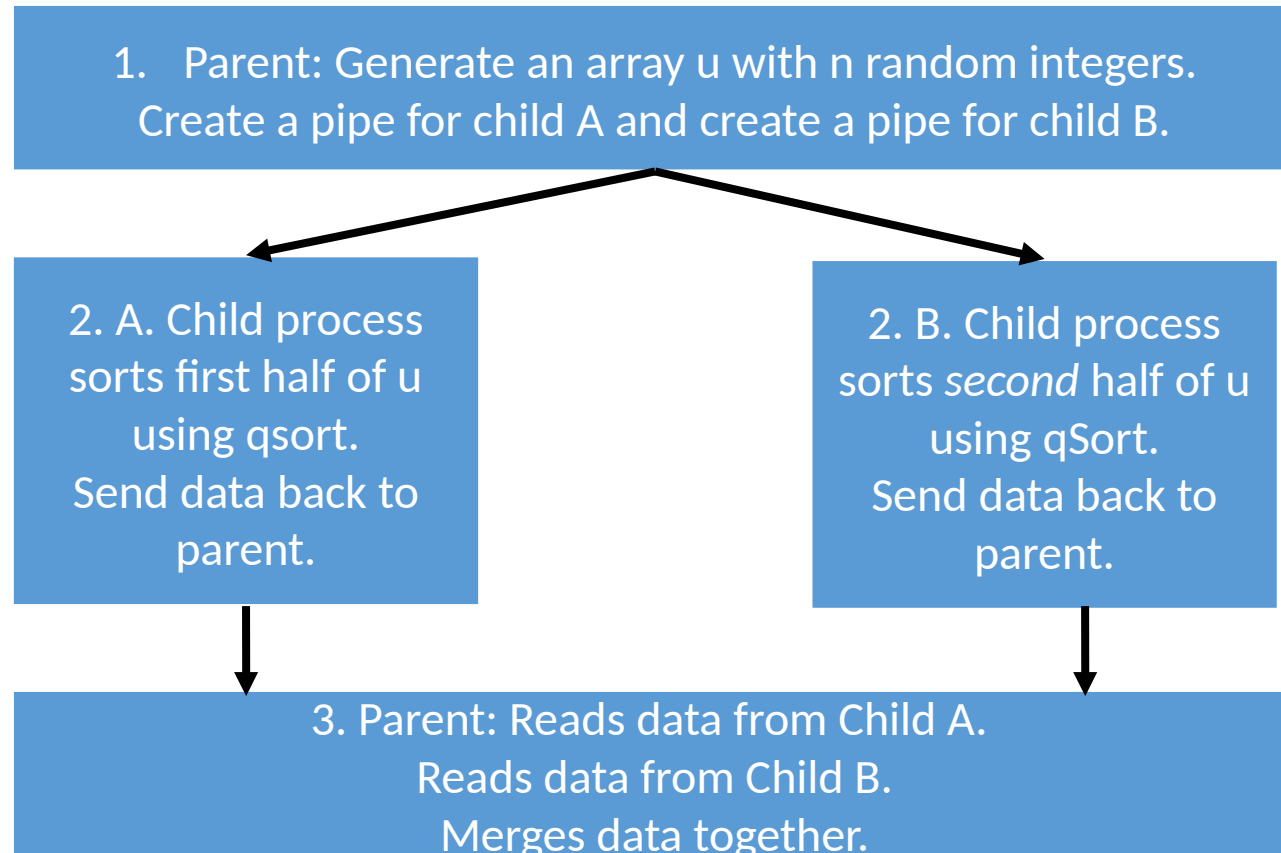 1. Parent: Generate an array u with n random integers.
Create a pipe for child A and create a pipe for child B.
2. A. Child process
sorts first half of u
using qsort.
Send data back to
parent.
2. B. Child process
sorts second half of u
using qSort.
Send data back to
parent.
3. Parent: Reads data from Child A.
Reads data from Child B.
Merges data together.